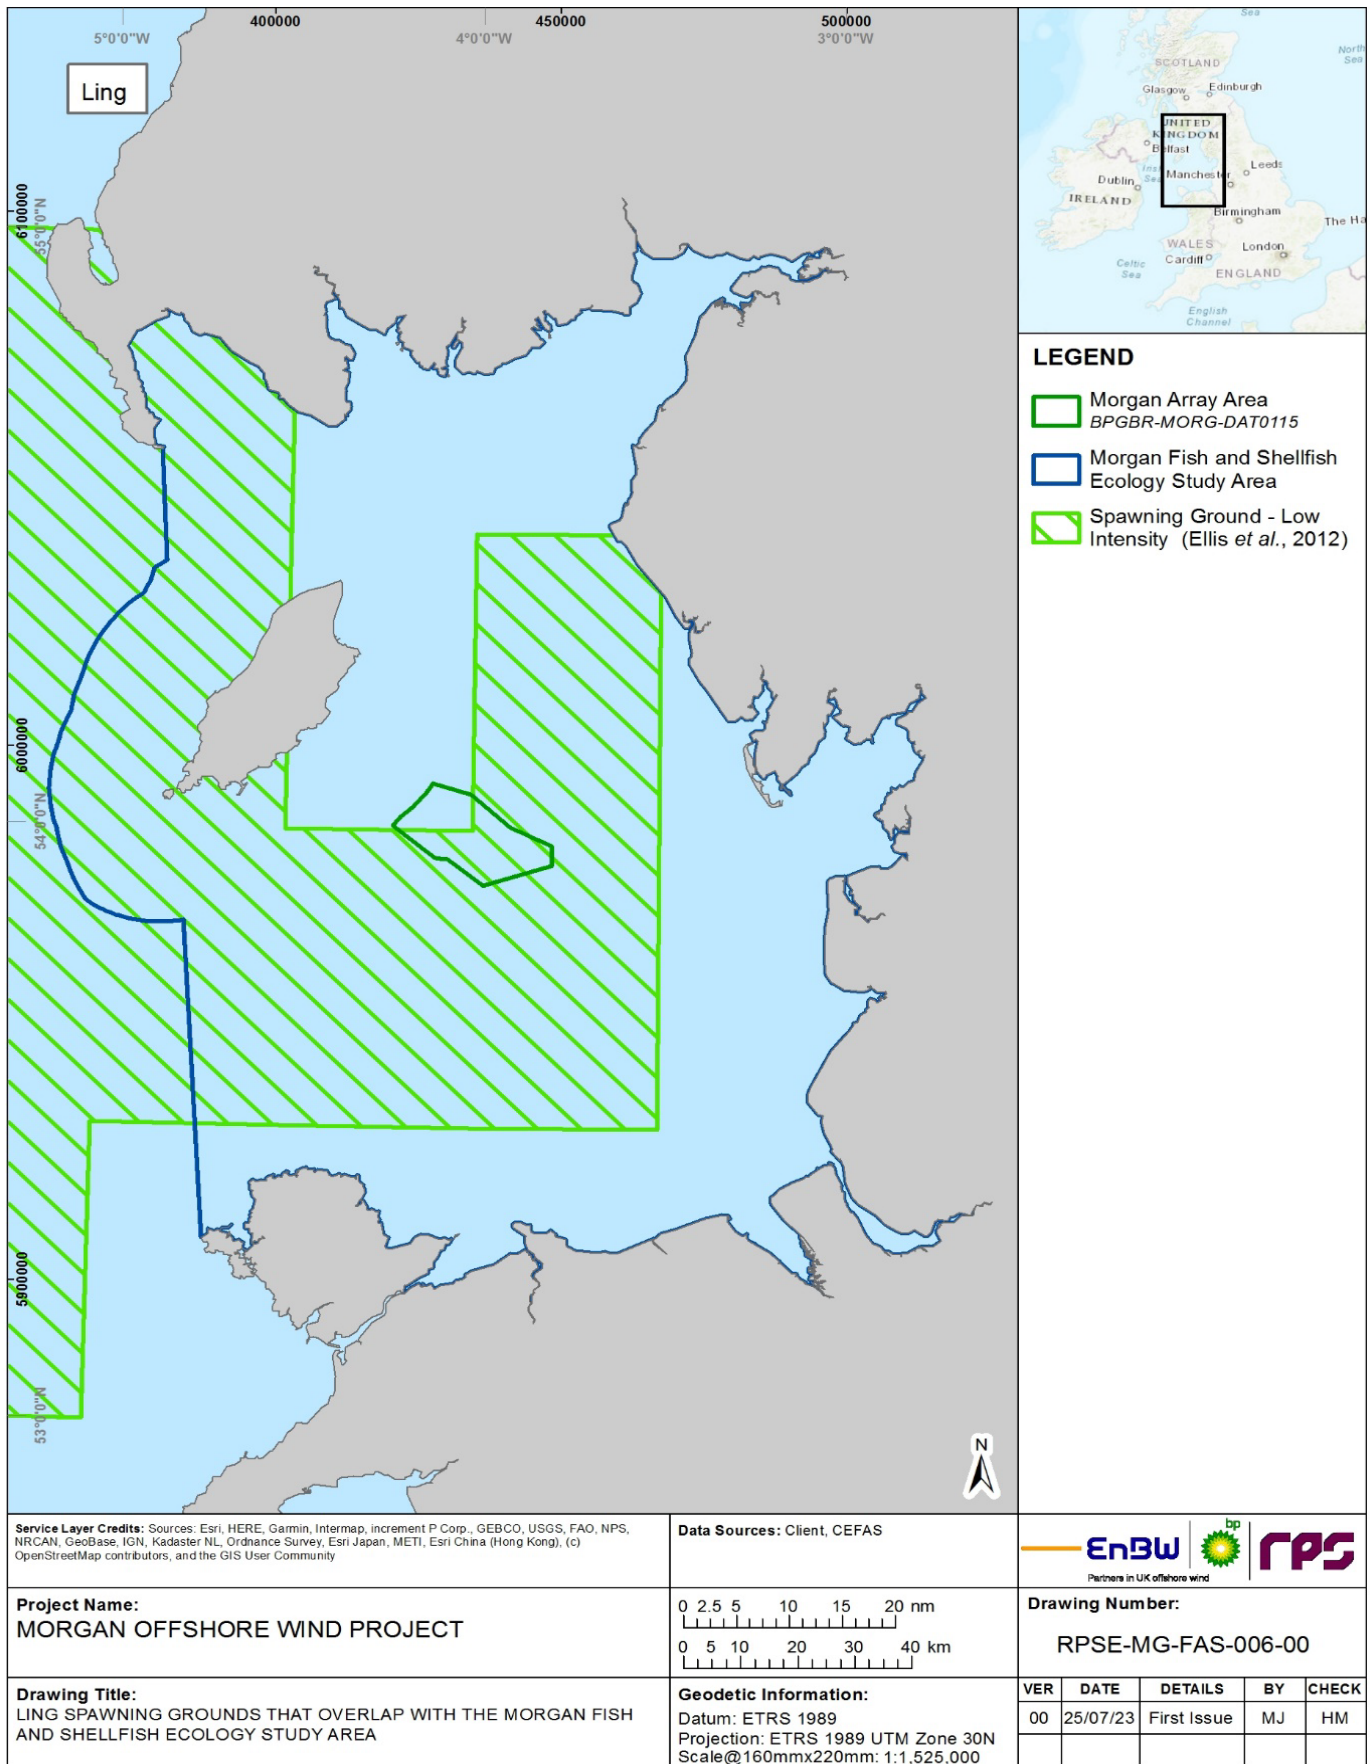 400000
450000
500000
5°0'0"W
4°0'0"W
3°0'0"W
Ling
6100000
55°0'0"N
6000000
54°0'0"N
5900000
53°0'0"N
N
Sea
North
Sea
SCOTLAND
Glasgow
Edinburgh
UNITED
KINGDOM
Belfast
Leeds
Dublin
Manchester
IRELAND
Birmingham
The Ha
WALES
London
Cardiff
ENGLAND
Celtic
Sea
English
Channel
LEGEND
Morgan Array Area
BPGBR-MORG-DAT0115
Morgan Fish and Shellfish
Ecology Study Area
Spawning Ground - Low
Intensity (Ellis et al., 2012)
Service Layer Credits: Sources: Esri, HERE, Garmin, Intermap, increment P Corp., GEBCO, USGS, FAO, NPS,
NRCAN, GeoBase, IGN, Kadaster NL, Ordnance Survey, Esri Japan, METI, Esri China (Hong Kong), (c)
OpenStreetMap contributors, and the GIS User Community
Data Sources: Client, CEFAS
EnBW
bp
rps
Partners in UK offshore wind
Project Name:
MORGAN OFFSHORE WIND PROJECT
0 2.5 5 10 15 20 nm
0 5 10 20 30 40 km
Drawing Number:
RPSE-MG-FAS-006-00
Drawing Title:
LING SPAWNING GROUNDS THAT OVERLAP WITH THE MORGAN FISH
AND SHELLFISH ECOLOGY STUDY AREA
Geodetic Information:
Datum: ETRS 1989
Projection: ETRS 1989 UTM Zone 30N
Scale@160mmx220mm: 1:1,525,000
VER DATE DETAILS BY CHECK
00 25/07/23 First Issue MJ HM